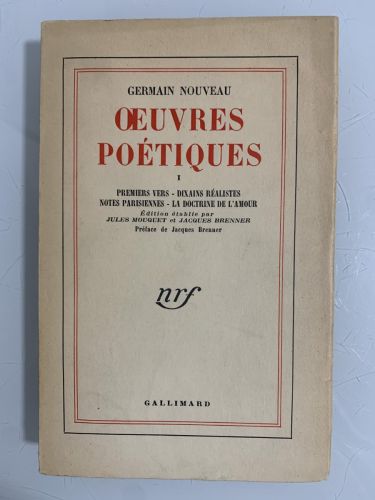 GERMAIN NOUVEAU
ŒUVRES
POÉTIQUES
I
PREMIERS VERS - DIXAINS RÉALISTES
NOTES PARISIENNES - LA DOCTRINE DE L'AMOUR
Édition établie par
JULES MOUQUET et JACQUES BRENNER
Préface de Jacques Brenner
nrf
GALLIMARD